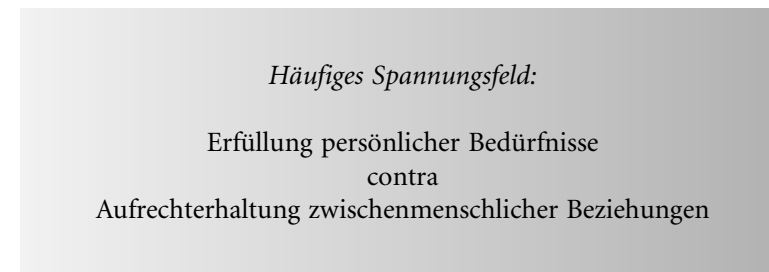 Häufiges Spannungsfeld:
Erfüllung persönlicher Bedürfnisse
contra
Aufrechterhaltung zwischenmenschlicher Beziehungen